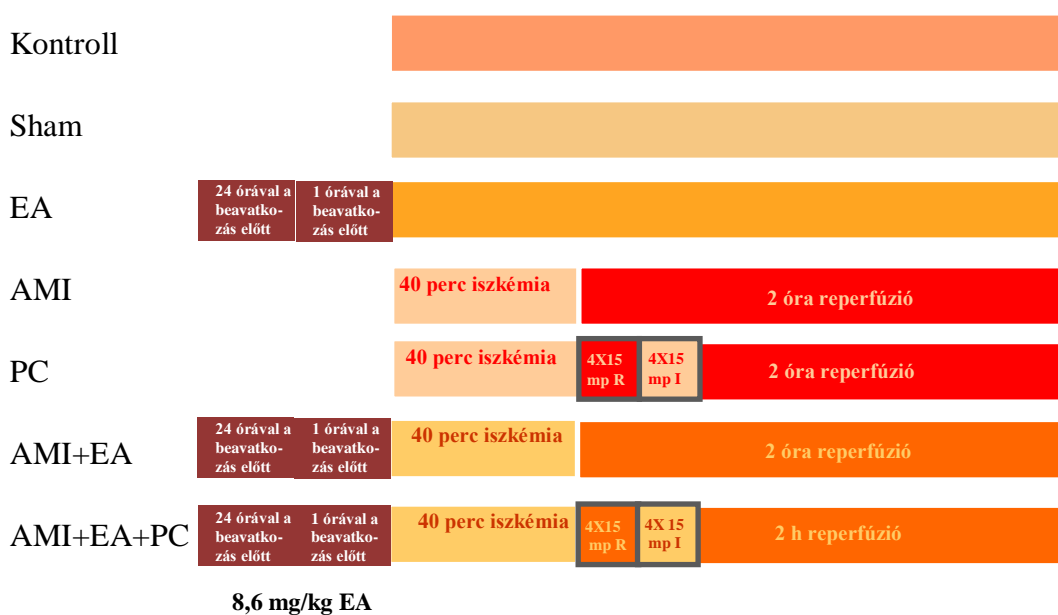 Kontroll
Sham
EA
24 órával a
beavatko-
zás előtt
1 órával a
beavatko-
zás előtt
AMI
40 perc iszkémia
2 óra reperfúzió
PC
40 perc iszkémia
4X15
mp R
4X15
mp I
2 óra reperfúzió
AMI+EA
24 órával a
beavatko-
zás előtt
1 órával a
beavatko-
zás előtt
40 perc iszkémia
2 óra reperfúzió
AMI+EA+PC
24 órával a
beavatko-
zás előtt
1 órával a
beavatko-
zás előtt
40 perc iszkémia
4X15
mp R
4X 15
mp I
2 h reperfúzió
8,6 mg/kg EA